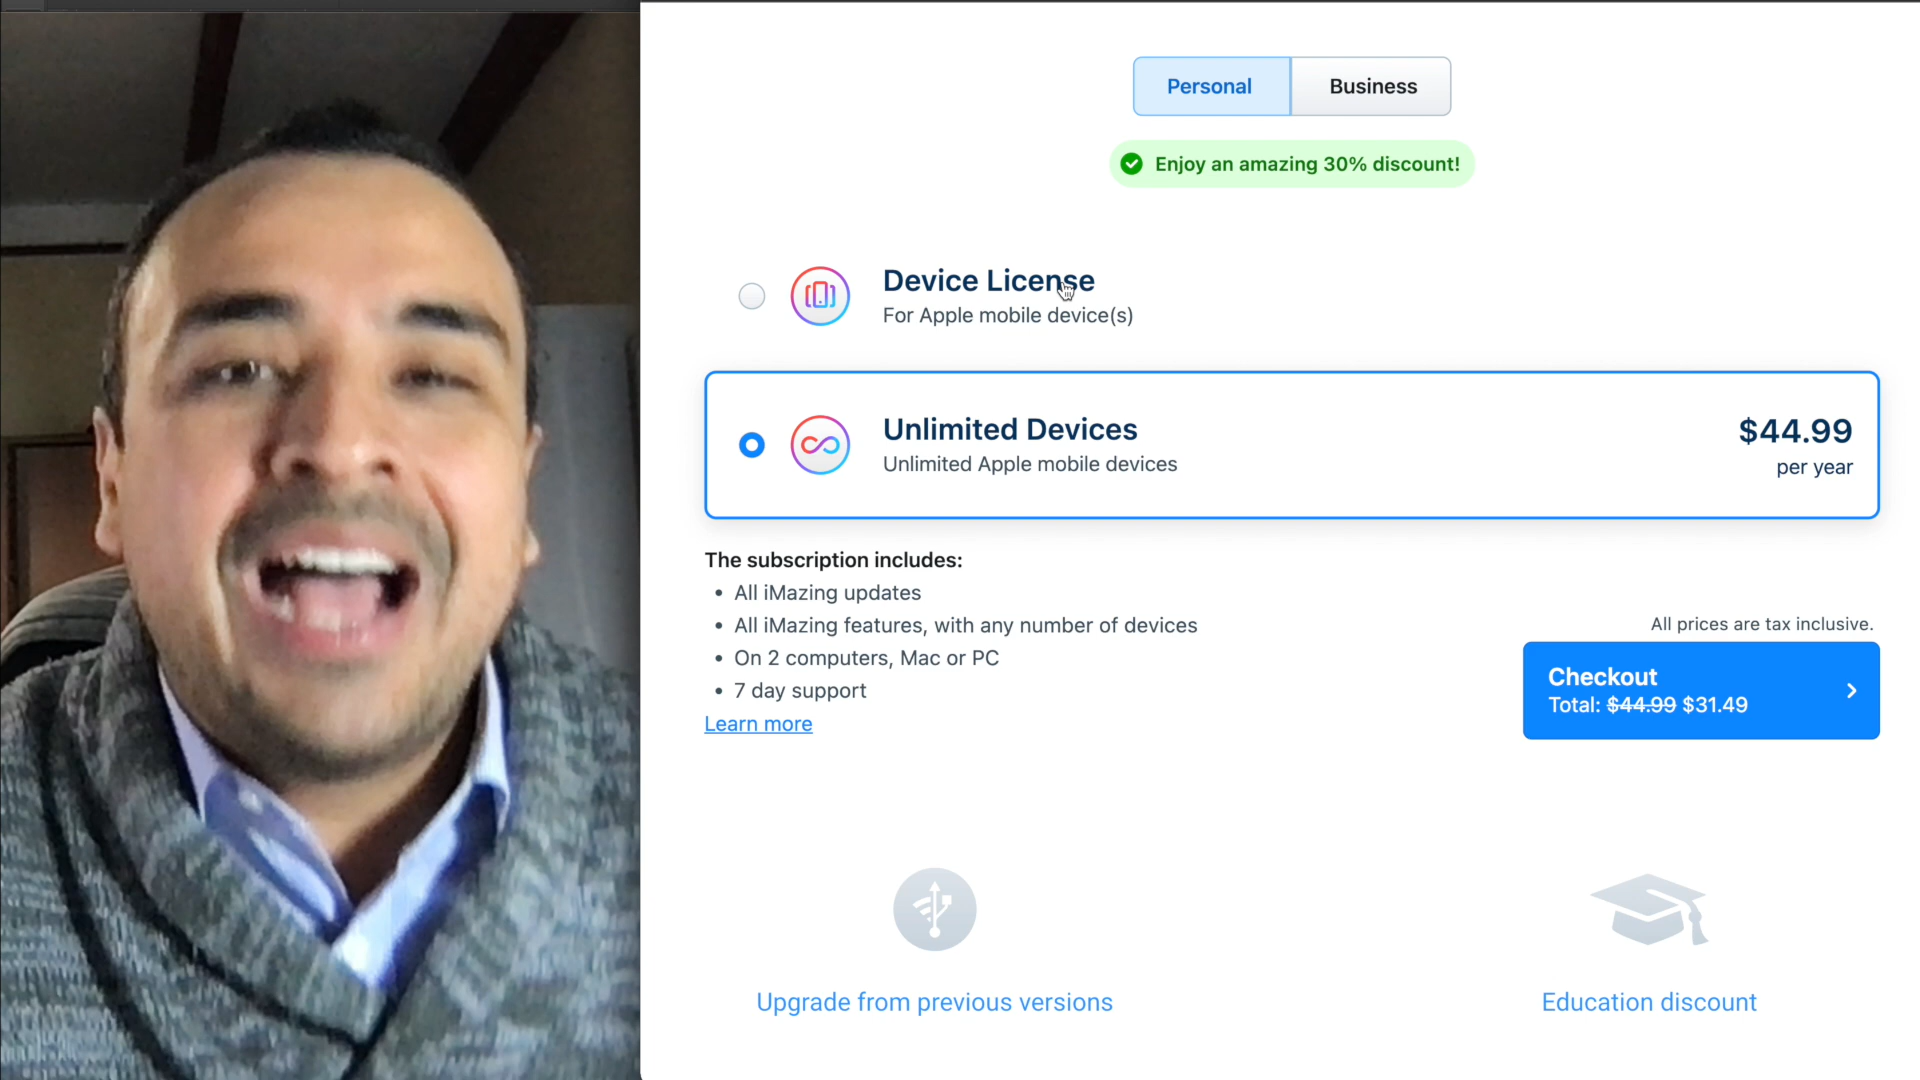 Personal
Business
Enjoy an amazing 30% discount!
Device License
For Apple mobile device(s)
Unlimited Devices
Unlimited Apple mobile devices
$44.99
per year
The subscription includes:
• All iMazing updates
• All iMazing features, with any number of devices
• On 2 computers, Mac or PC
• 7 day support
Learn more
All prices are tax inclusive.
Checkout
Total: $44.99 $31.49
Upgrade from previous versions
Education discount